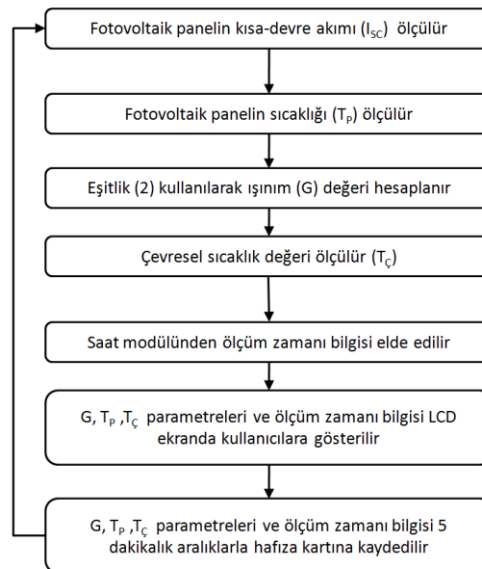 Fotovoltaik panelin kısa-devre akımı (I_SC) ölçülür
Fotovoltaik panelin sıcaklığı (T_P) ölçülür
Eşitlik (2) kullanılarak ışınım (G) değeri hesaplanır
Çevresel sıcaklık değeri ölçülür (T_Ç)
Saat modülünden ölçüm zamanı bilgisi elde edilir
G, T_P ,T_Ç parametreleri ve ölçüm zamanı bilgisi LCD
ekranda kullanıcılara gösterilir
G, T_P ,T_Ç parametreleri ve ölçüm zamanı bilgisi 5
dakikalık aralıklarla hafıza kartına kaydedilir